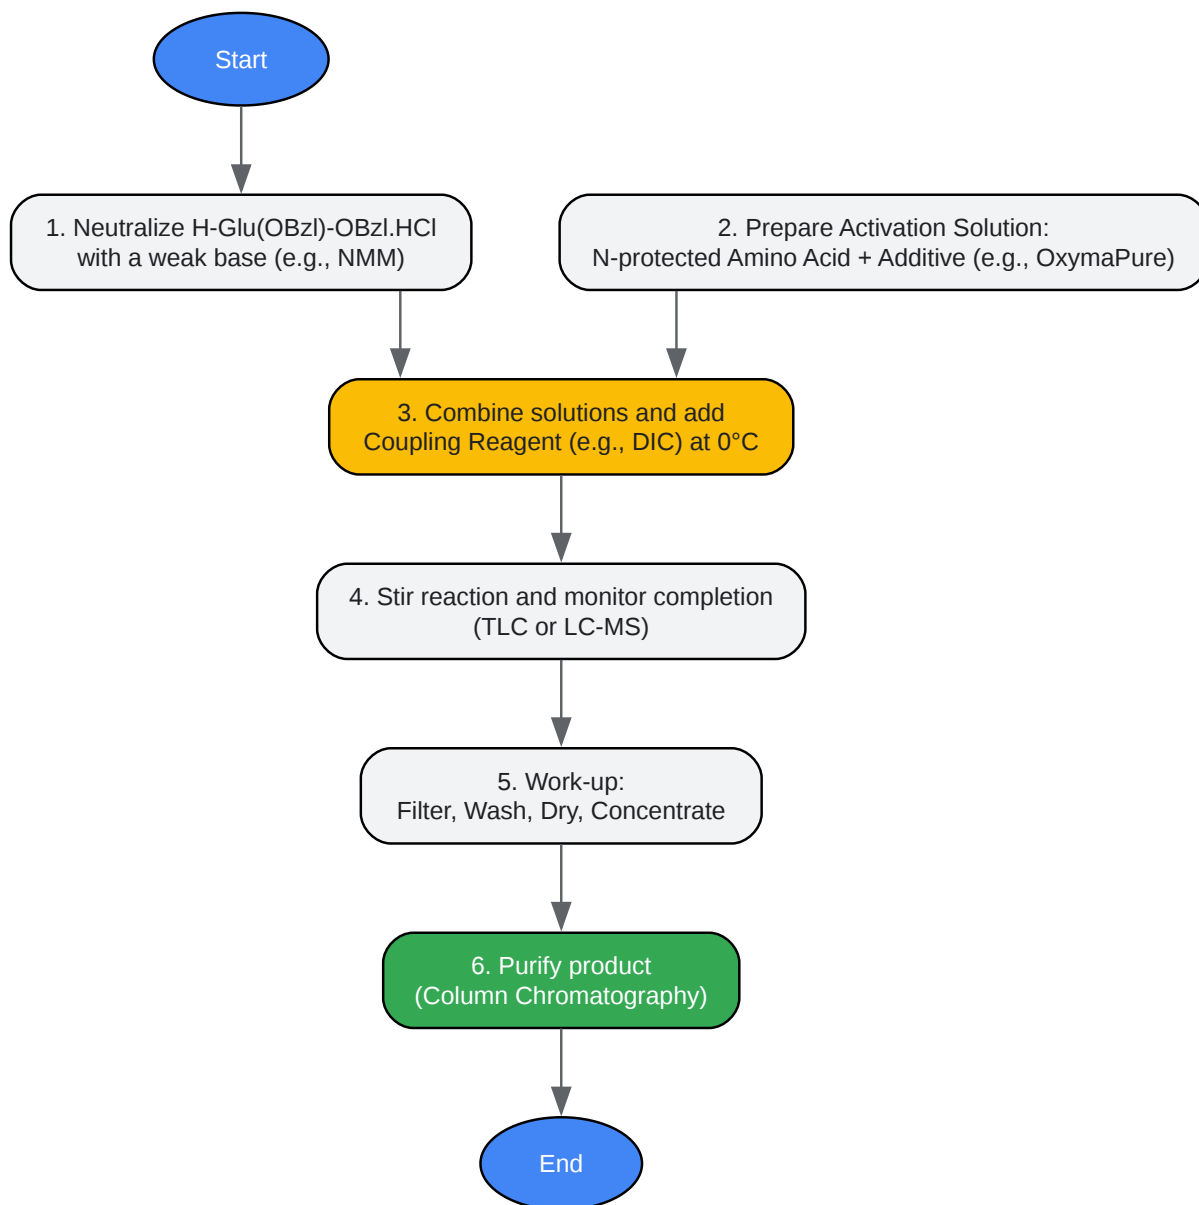 Start
1. Neutralize H-Glu(OBzl)-OBzl.HCl
with a weak base (e.g., NMM)
2. Prepare Activation Solution:
N-protected Amino Acid + Additive (e.g., OxymaPure)
3. Combine solutions and add
Coupling Reagent (e.g., DIC) at 0°C
4. Stir reaction and monitor completion
(TLC or LC-MS)
5. Work-up:
Filter, Wash, Dry, Concentrate
6. Purify product
(Column Chromatography)
End